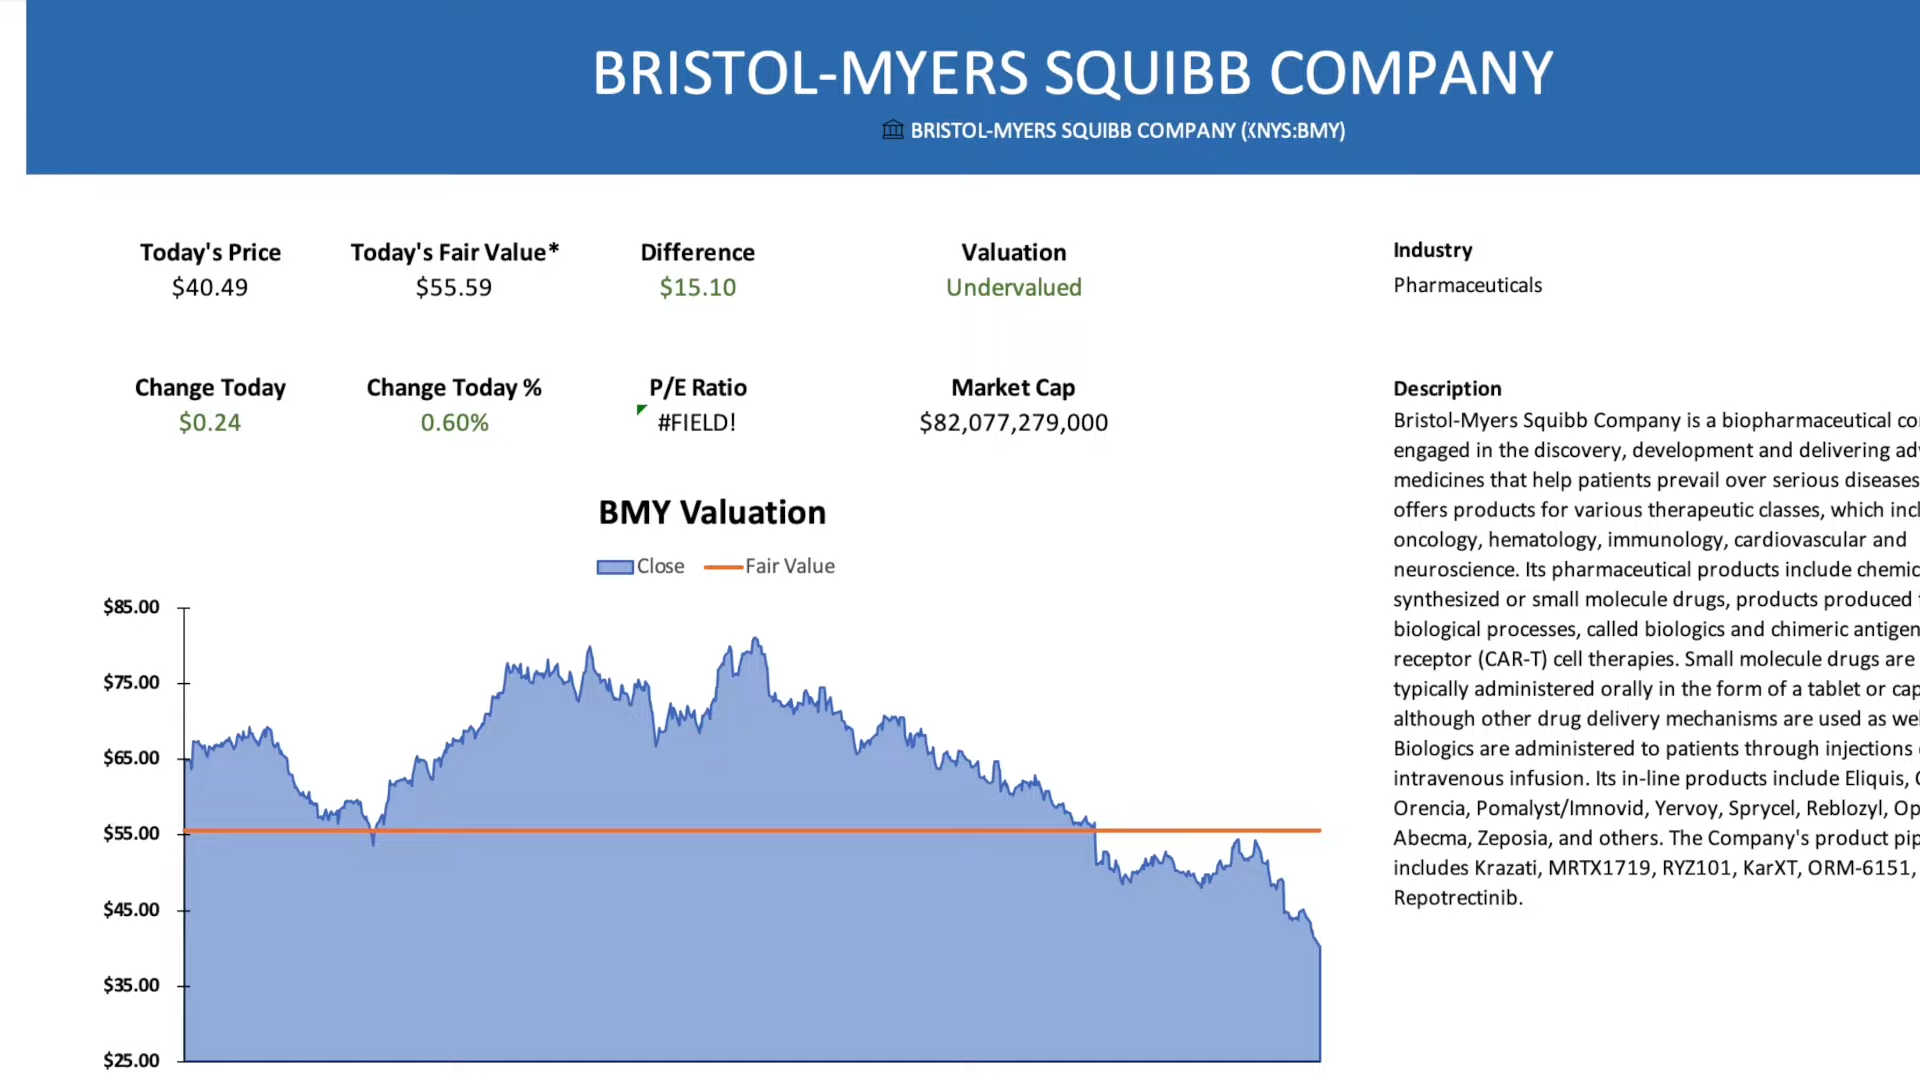 BRISTOL-MYERS SQUIBB COMPANY
BRISTOL-MYERS SQUIBB COMPANY (XNYS:BMY)
Today's Price Today's Fair Value* Difference Valuation
$40.49 $55.59 $15.10 Undervalued
Change Today Change Today % P/E Ratio Market Cap
$0.24 0.60% #FIELD! $82,077,279,000
BMY Valuation
Close Fair Value
$85.00
$75.00
$65.00
$55.00
$45.00
$35.00
$25.00
Industry
Pharmaceuticals
Description
Bristol-Myers Squibb Company is a biopharmaceutical
engaged in the discovery, development and delivering
medicines that help patients prevail over serious diseases
offers products for various therapeutic classes, which
oncology, hematology, immunology, cardiovascular and
neuroscience. Its pharmaceutical products include
synthesized or small molecule drugs, products produced
biological processes, called biologics and chimeric antigen
receptor (CAR-T) cell therapies. Small molecule drugs are
typically administered orally in the form of a tablet or
although other drug delivery mechanisms are used as
Biologics are administered to patients through injections
intravenous infusion. Its in-line products include Eliquis,
Orencia, Pomalyst/Imnovid, Yervoy, Sprycel, Reblozyl,
Abecma, Zeposia, and others. The Company's product
includes Krazati, MRTX1719, RYZ101, KarXT, ORM-6151,
Repotrectinib.